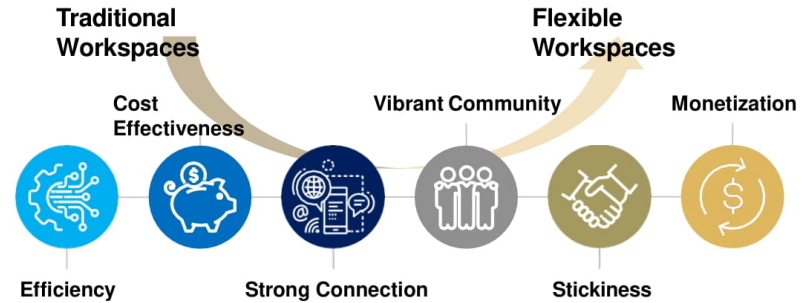 Traditional
Workspaces
Flexible
Workspaces
Cost
Effectiveness
Vibrant Community
Monetization
$
@
$
Efficiency
Strong Connection
Stickiness